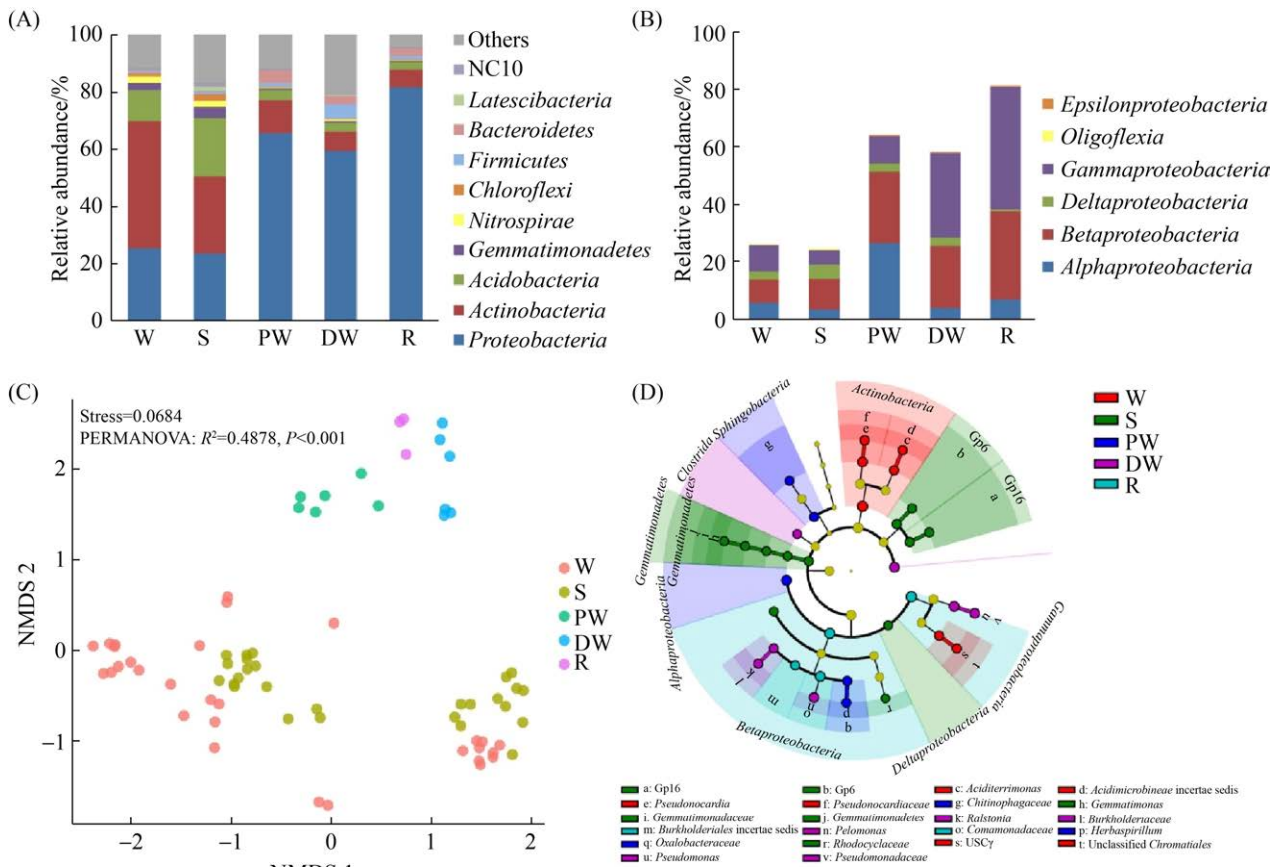 (A)
Relative abundance/%
100
80
60
40
20
0
W S PW DW R
Others
NC10
Latescibacteria
Bacteroidetes
Firmicutes
Chloroflexi
Nitrospirae
Gemmatimonadetes
Acidobacteria
Actinobacteria
Proteobacteria
(B)
Relative abundance/%
100
80
60
40
20
0
W S PW DW R
Epsilonproteobacteria
Oligoflexia
Gammaproteobacteria
Deltaproteobacteria
Betaproteobacteria
Alphaproteobacteria
(C)
Stress=0.0684
PERMANOVA: R²=0.4878, P<0.001
NMDS 2
2
1
0
−1
−2 −1 0 1 2
NMDS 1
W
S
PW
DW
R
(D)
W
S
PW
DW
R
Actinobacteria
Gp6
Gp16
Sphingobacteria
Clostrida
Gemmatimonadetes
Gemmatimonadetes
Alphaproteobacteria
Betaproteobacteria
Deltaproteobacteria
Gammaproteobacteria
f
e
d
c
b
a
g
u
v
s
t
r
q
p
o
n
m
l
k
a: Gp16 b: Gp6 c: Aciditerrimonas d: Acidimicrobineae incertae sedis
e: Pseudonocardia f: Pseudonocardiaceae g: Chitinophagaceae h: Gemmatimonas
i: Gemmatimonadaceae j: Gemmatimonadetes k: Ralstonia l: Burkholderiaceae
m: Burkholderiales incertae sedis n: Pelomonas o: Comamonadaceae p: Herbaspirillum
q: Oxalobacteraceae r: Rhodocyclaceae s: USCγ t: Unclassified Chromatiales
u: Pseudomonas v: Pseudomonadaceae